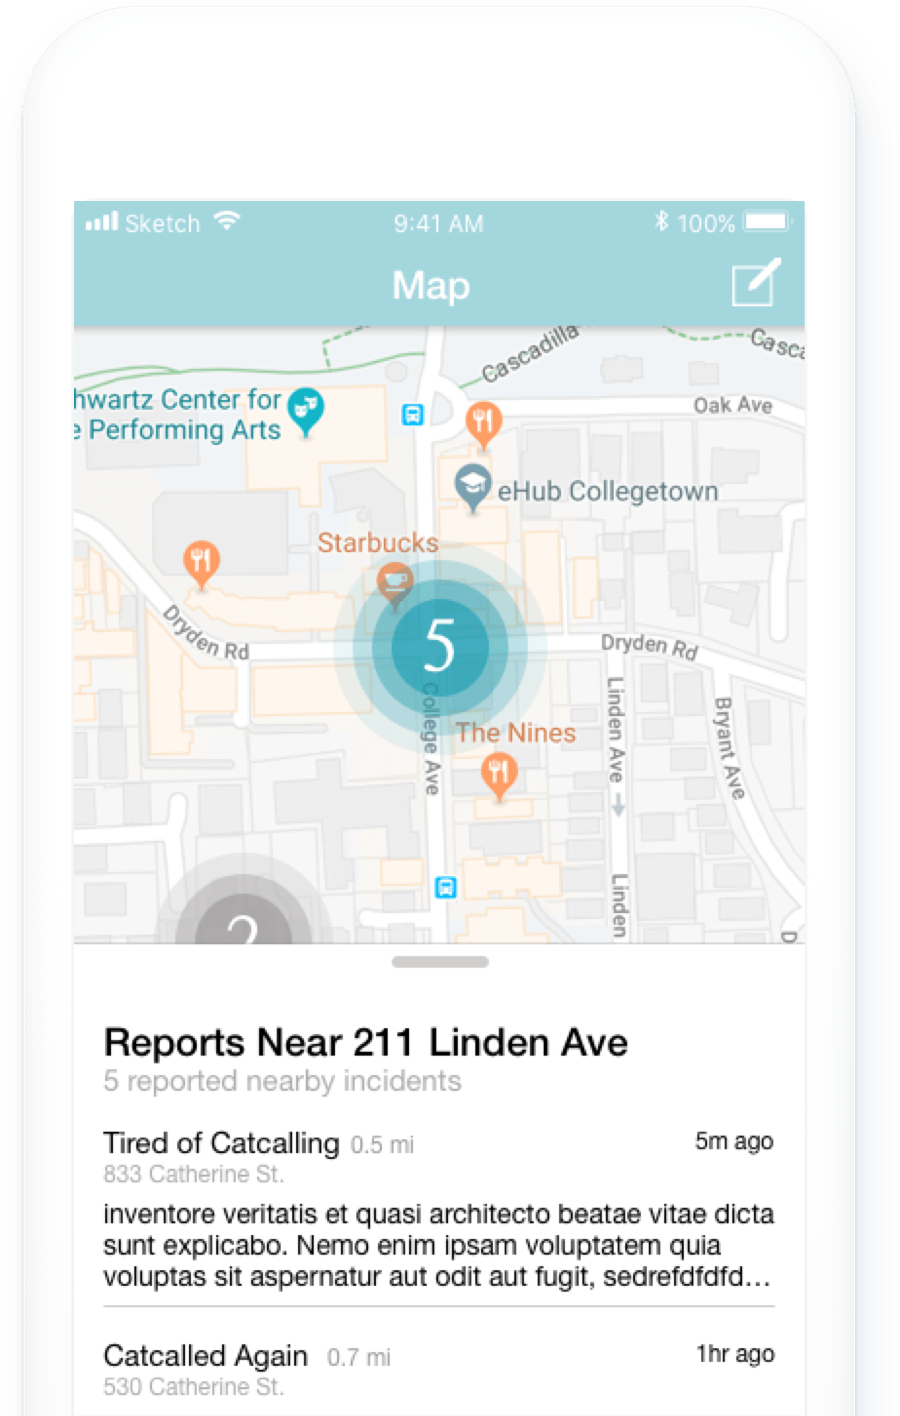 Sketch 9:41 AM 100%
Map
Cascadilla
Casca
hwartz Center for
e Performing Arts
Oak Ave
eHub Collegetown
Starbucks
Dryden Rd
5
Dryden Rd
College Ave
Linden Ave
Bryant Ave
The Nines
Linden
2
D
Reports Near 211 Linden Ave
5 reported nearby incidents
Tired of Catcalling 0.5 mi 5m ago
833 Catherine St.
inventore veritatis et quasi architecto beatae vitae dicta
sunt explicabo. Nemo enim ipsam voluptatem quia
voluptas sit aspernatur aut odit aut fugit, sedrefdfdfd...
Catcalled Again 0.7 mi 1hr ago
530 Catherine St.